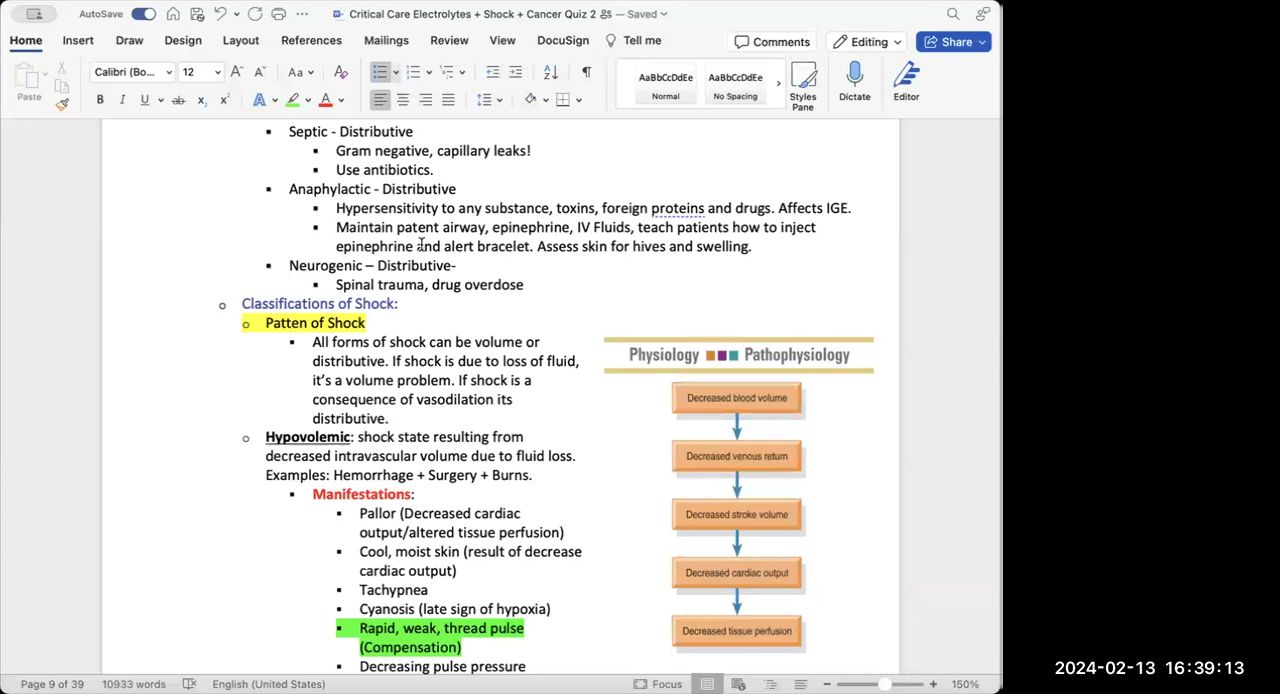 AutoSave
Critical Care Electrolytes + Shock + Cancer Quiz 2 — Saved
Home Insert Draw Design Layout References Mailings Review View DocuSign Tell me Comments Editing Share
Paste Calibri (Bo... 12 A A Aa A AaBbCcDdEe AaBbCcDdEe
B I U ab x₂ x² A A Normal No Spacing Styles Pane Dictate Editor
Septic - Distributive
Gram negative, capillary leaks!
Use antibiotics.
Anaphylactic - Distributive
Hypersensitivity to any substance, toxins, foreign proteins and drugs. Affects IGE.
Maintain patent airway, epinephrine, IV Fluids, teach patients how to inject
epinephrine and alert bracelet. Assess skin for hives and swelling.
Neurogenic – Distributive-
Spinal trauma, drug overdose
Classifications of Shock:
Patten of Shock
All forms of shock can be volume or
distributive. If shock is due to loss of fluid,
it's a volume problem. If shock is a
consequence of vasodilation its
distributive.
Hypovolemic: shock state resulting from
decreased intravascular volume due to fluid loss.
Examples: Hemorrhage + Surgery + Burns.
Manifestations:
Pallor (Decreased cardiac
output/altered tissue perfusion)
Cool, moist skin (result of decrease
cardiac output)
Tachypnea
Cyanosis (late sign of hypoxia)
Rapid, weak, thread pulse
(Compensation)
Decreasing pulse pressure
Physiology Pathophysiology
Decreased blood volume
Decreased venous return
Decreased stroke volume
Decreased cardiac output
Decreased tissue perfusion
Page 9 of 39 10933 words English (United States) Focus 150%
2024-02-13 16:39:13